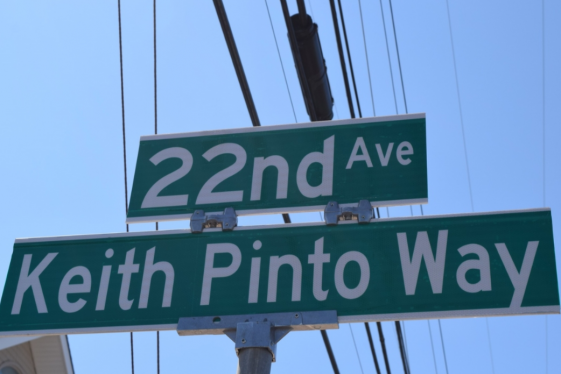 22nd Ave
Keith Pinto Way